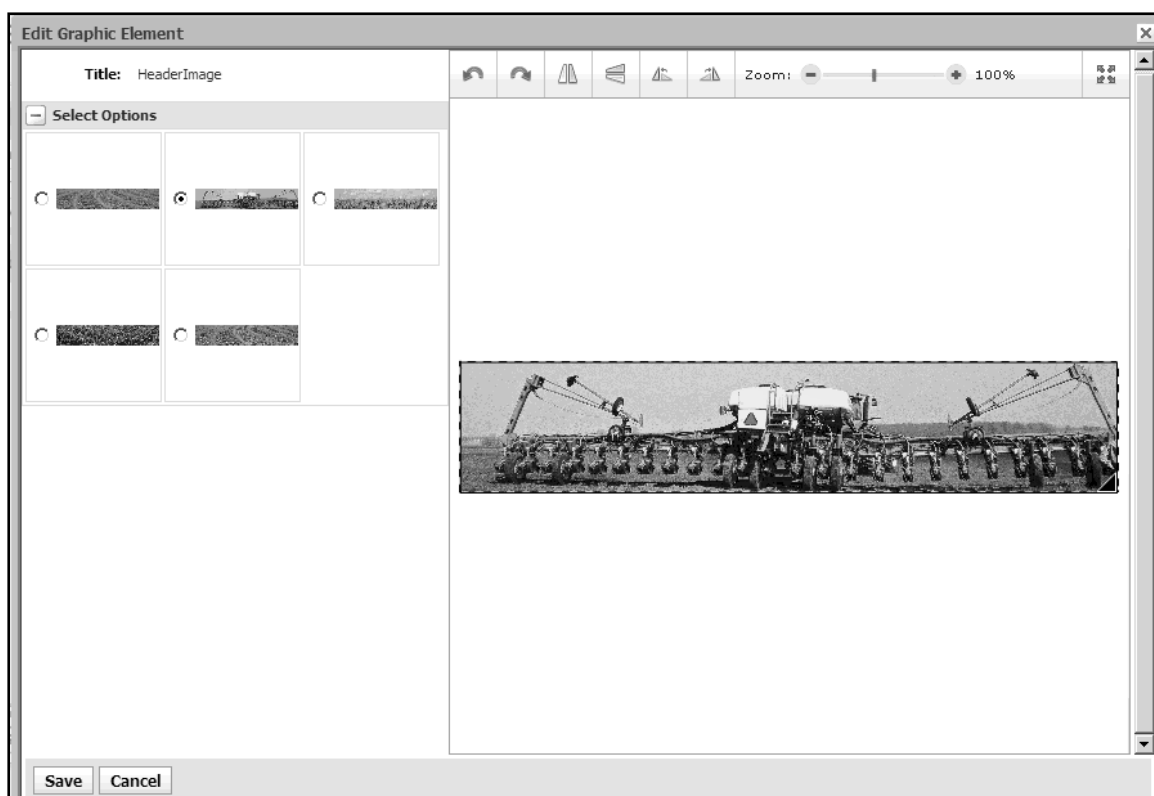 Edit Graphic Element
Title: HeaderImage
Zoom: 100%
Select Options
Save Cancel